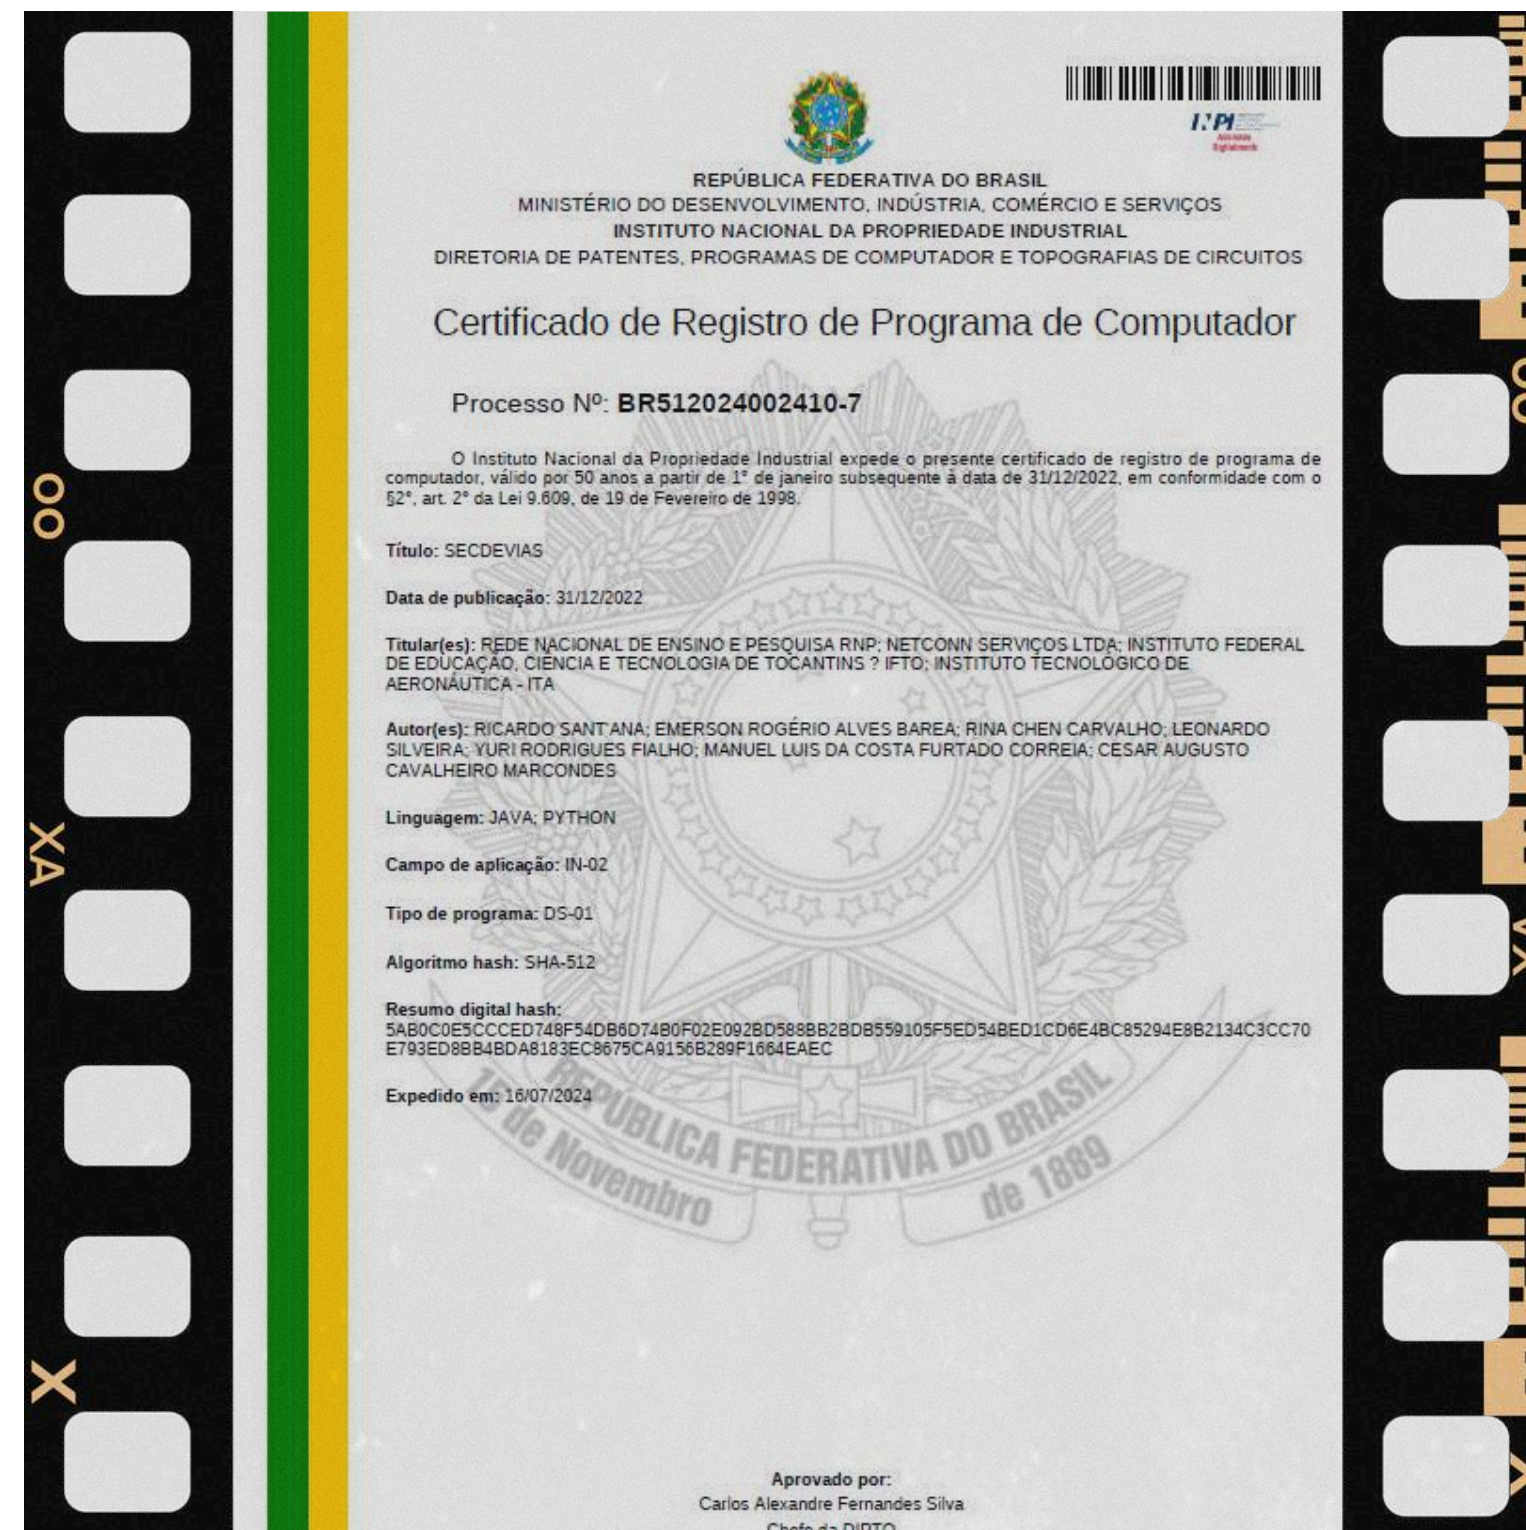 INPI
Assinado
Digitalmente
REPÚBLICA FEDERATIVA DO BRASIL
MINISTÉRIO DO DESENVOLVIMENTO, INDÚSTRIA, COMÉRCIO E SERVIÇOS
INSTITUTO NACIONAL DA PROPRIEDADE INDUSTRIAL
DIRETORIA DE PATENTES, PROGRAMAS DE COMPUTADOR E TOPOGRAFIAS DE CIRCUITOS
Certificado de Registro de Programa de Computador
Processo Nº: BR512024002410-7
O Instituto Nacional da Propriedade Industrial expede o presente certificado de registro de programa de
computador, válido por 50 anos a partir de 1° de janeiro subsequente à data de 31/12/2022, em conformidade com o
§2°, art. 2° da Lei 9.609, de 19 de Fevereiro de 1998.
Título: SECDEVIAS
Data de publicação: 31/12/2022
Titular(es): REDE NACIONAL DE ENSINO E PESQUISA RNP; NETCONN SERVIÇOS LTDA; INSTITUTO FEDERAL
DE EDUCAÇÃO, CIÊNCIA E TECNOLOGIA DE TOCANTINS ? IFTO; INSTITUTO TECNOLÓGICO DE
AERONÁUTICA - ITA
Autor(es): RICARDO SANT'ANA; EMERSON ROGÉRIO ALVES BAREA; RINA CHEN CARVALHO; LEONARDO
SILVEIRA; YURI RODRIGUES FIALHO; MANUEL LUIS DA COSTA FURTADO CORREIA; CESAR AUGUSTO
CAVALHEIRO MARCONDES
Linguagem: JAVA; PYTHON
Campo de aplicação: IN-02
Tipo de programa: DS-01
Algoritmo hash: SHA-512
Resumo digital hash:
5AB0C0E5CCCED748F54DB6D74B0F02E092BD588BB2BDB559105F5ED54BED1CD6E4BC85294E8B2134C3CC70
E793ED8BB4BDA8183EC8675CA9156B289F1664EAEC
Expedido em: 16/07/2024
REPÚBLICA FEDERATIVA DO BRASIL
15 de Novembro de 1889
Aprovado por:
Carlos Alexandre Fernandes Silva
Chefe da DIPTO
OO
XA
X